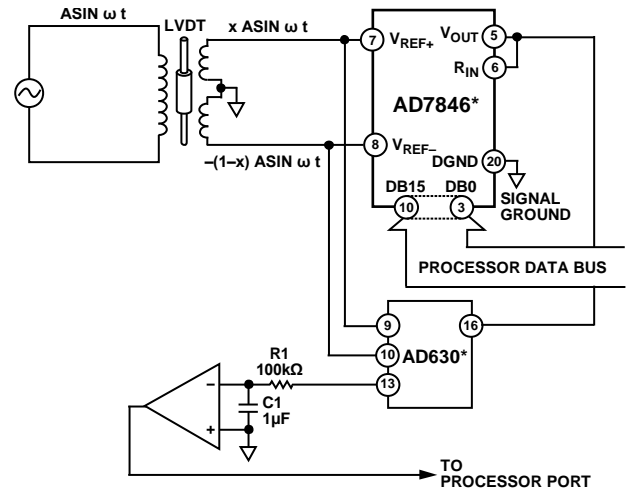 ASIN ω t
LVDT
x ASIN ω t
7
VREF+
VOUT
5
RIN
6
AD7846*
8
VREF–
–(1–x) ASIN ω t
DGND
20
DB15
DB0
10
3
SIGNAL
GROUND
PROCESSOR DATA BUS
9
16
10
AD630*
13
R1
100kΩ
C1
1µF
–
+
TO
PROCESSOR PORT